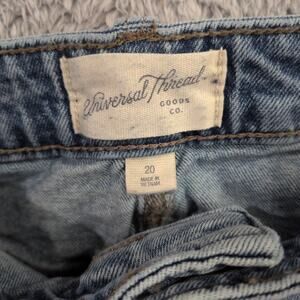 Universal Thread
GOODS
CO.
20
MADE IN
VIETNAM